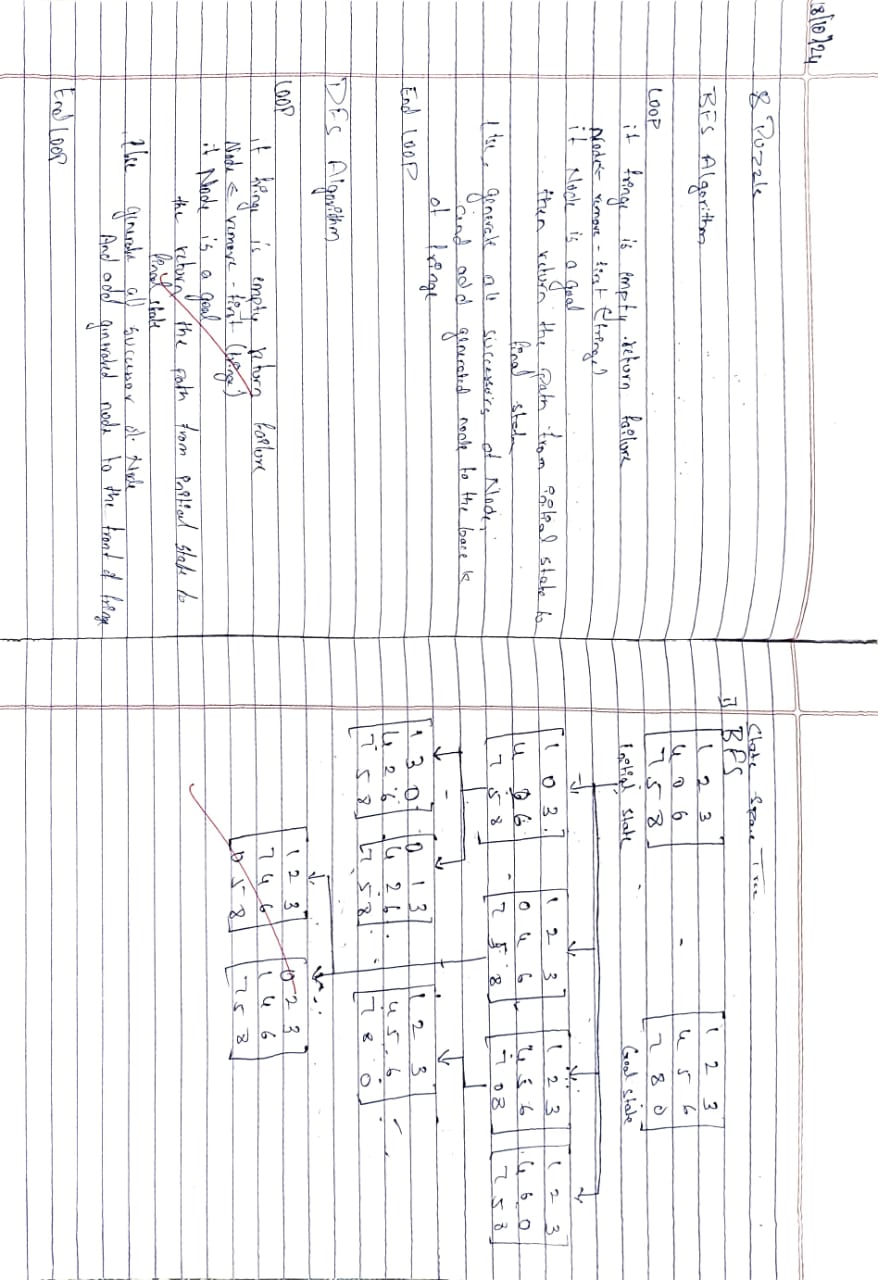 18/10/24
8 Puzzle
BFS Algorithm
LOOP
if fringe is empty return failure
Node ← remove - first (fringe)
if Node is a goal
then return the path from initial state to
final state
Else, generate all successors of Node,
and add generated node to the back
of fringe
End LOOP
DFS Algorithm
LOOP
if fringe is empty return failure
Node ← remove - first (fringe)
if Node is a goal
the return the path from initial state to
final state
Else generate all successor of Node
And add generated node to the front of fringe
End LOOP
State Space Tree
1] BFS
1 2 3 1 2 3
4 0 6 4 5 6
7 5 8 7 8 0
Initial state Goal state
1 0 3 1 2 3 1 2 3 1 2 3
4 2 6 0 4 6 4 5 6 4 6 0
7 5 8 7 5 8 7 0 8 7 5 8
1 3 0 0 1 3 1 2 3
4 2 6 4 2 6 4 5 6
7 5 8 7 5 8 7 8 0
1 2 3 0 2 3
7 4 6 1 4 6
0 5 8 7 5 8